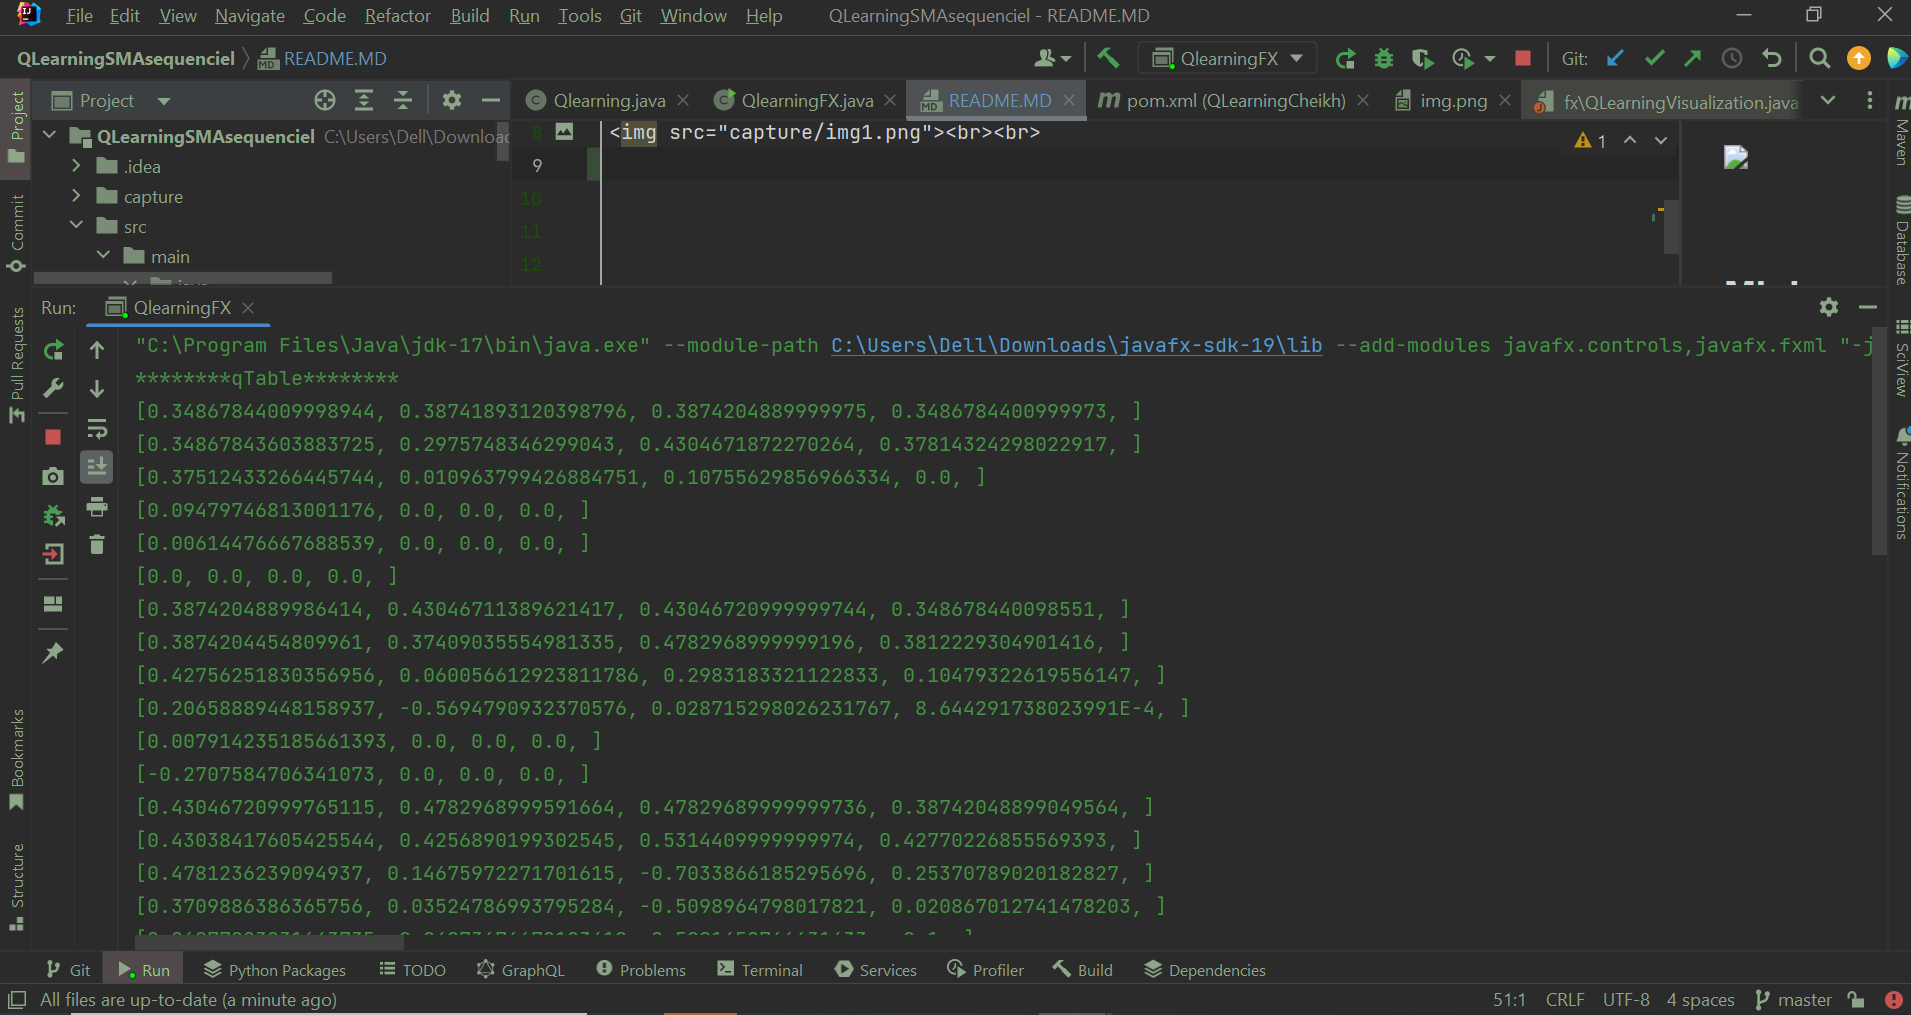 File Edit View Navigate Code Refactor Build Run Tools Git Window Help QLearningSMAsequenciel - README.MD
QLearningSMAsequenciel README.MD QlearningFX Git:
Project Qlearning.java QlearningFX.java README.MD pom.xml (QLearningCheikh) img.png fx\QLearningVisualization.java
QLearningSMAsequenciel C:\Users\Dell\Downloa
.idea
capture
src
main
8 <img src="capture/img1.png"><br><br>
9
10
11
12
1
Project
Commit
Pull Requests
Bookmarks
Structure
Maven
Database
SciView
Notifications
Run: QlearningFX
"C:\Program Files\Java\jdk-17\bin\java.exe" --module-path C:\Users\Dell\Downloads\javafx-sdk-19\lib --add-modules javafx.controls,javafx.fxml "-j
********qTable********
[0.34867844009998944, 0.38741893120398796, 0.3874204889999975, 0.3486784400999973, ]
[0.34867843603883725, 0.2975748346299043, 0.4304671872270264, 0.37814324298022917, ]
[0.37512433266445744, 0.010963799426884751, 0.10755629856966334, 0.0, ]
[0.09479746813001176, 0.0, 0.0, 0.0, ]
[0.006144766667688539, 0.0, 0.0, 0.0, ]
[0.0, 0.0, 0.0, 0.0, ]
[0.3874204889986414, 0.43046711389621417, 0.43046720999999744, 0.348678440098551, ]
[0.3874204454809961, 0.37409035554981335, 0.4782968999999196, 0.3812229304901416, ]
[0.42756251830356956, 0.060056612923811786, 0.2983183321122833, 0.10479322619556147, ]
[0.20658889448158937, -0.5694790932370576, 0.028715298026231767, 8.644291738023991E-4, ]
[0.007914235185661393, 0.0, 0.0, 0.0, ]
[-0.2707584706341073, 0.0, 0.0, 0.0, ]
[0.43046720999765115, 0.4782968999591664, 0.47829689999999736, 0.38742048899049564, ]
[0.430384176054255​44, 0.4256890199302545, 0.5314409999999974, 0.42770226855569393, ]
[0.4781236239094937, 0.14675972271701615, -0.7033866185295696, 0.25370789020182827, ]
[0.3709886386365756, 0.03524786993795284, -0.5098964798017821, 0.020867012741478203, ]
Git Run Python Packages TODO GraphQL Problems Terminal Services Profiler Build Dependencies
All files are up-to-date (a minute ago) 51:1 CRLF UTF-8 4 spaces master